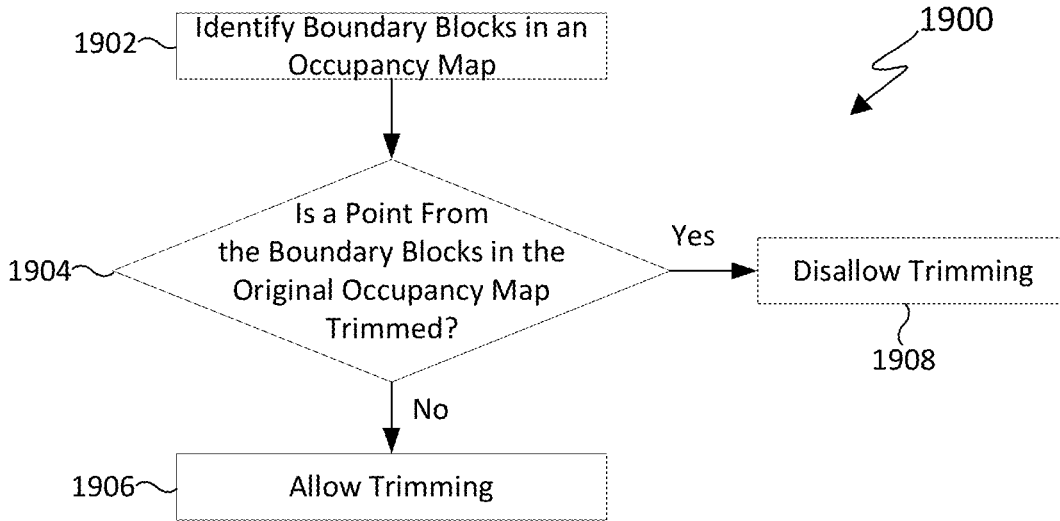 1900
1902
Identify Boundary Blocks in an
Occupancy Map
1904
Is a Point From
the Boundary Blocks in the
Original Occupancy Map
Trimmed?
Yes
Disallow Trimming
1908
No
1906
Allow Trimming